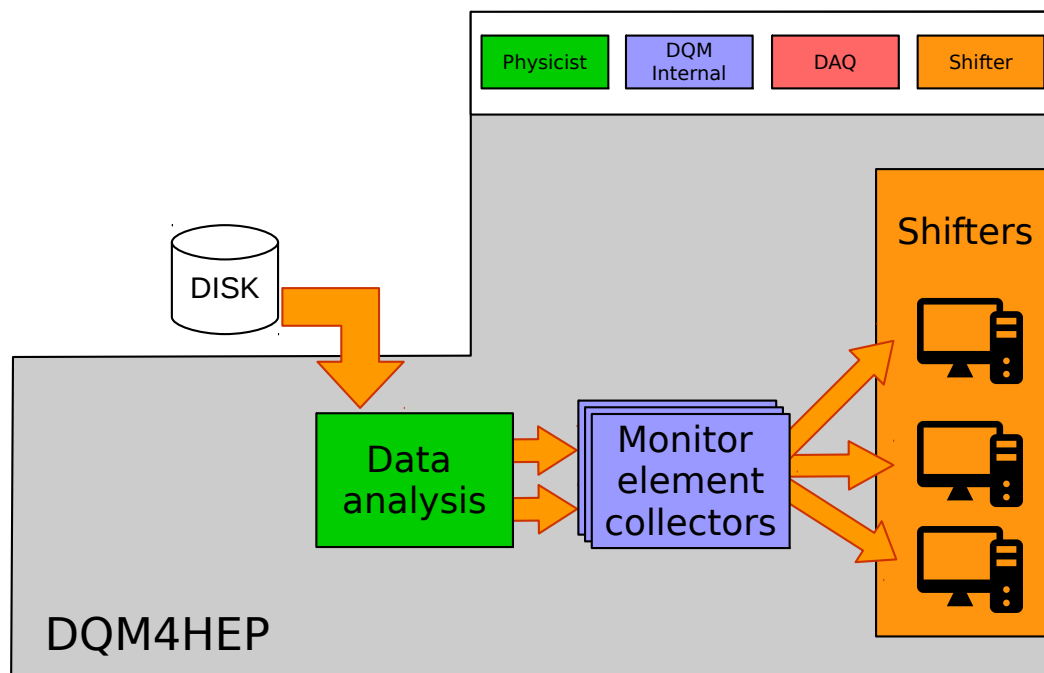 Physicist
DQM
Internal
DAQ
Shifter
Shifters
DISK
Data
analysis
Monitor
element
collectors
DQM4HEP